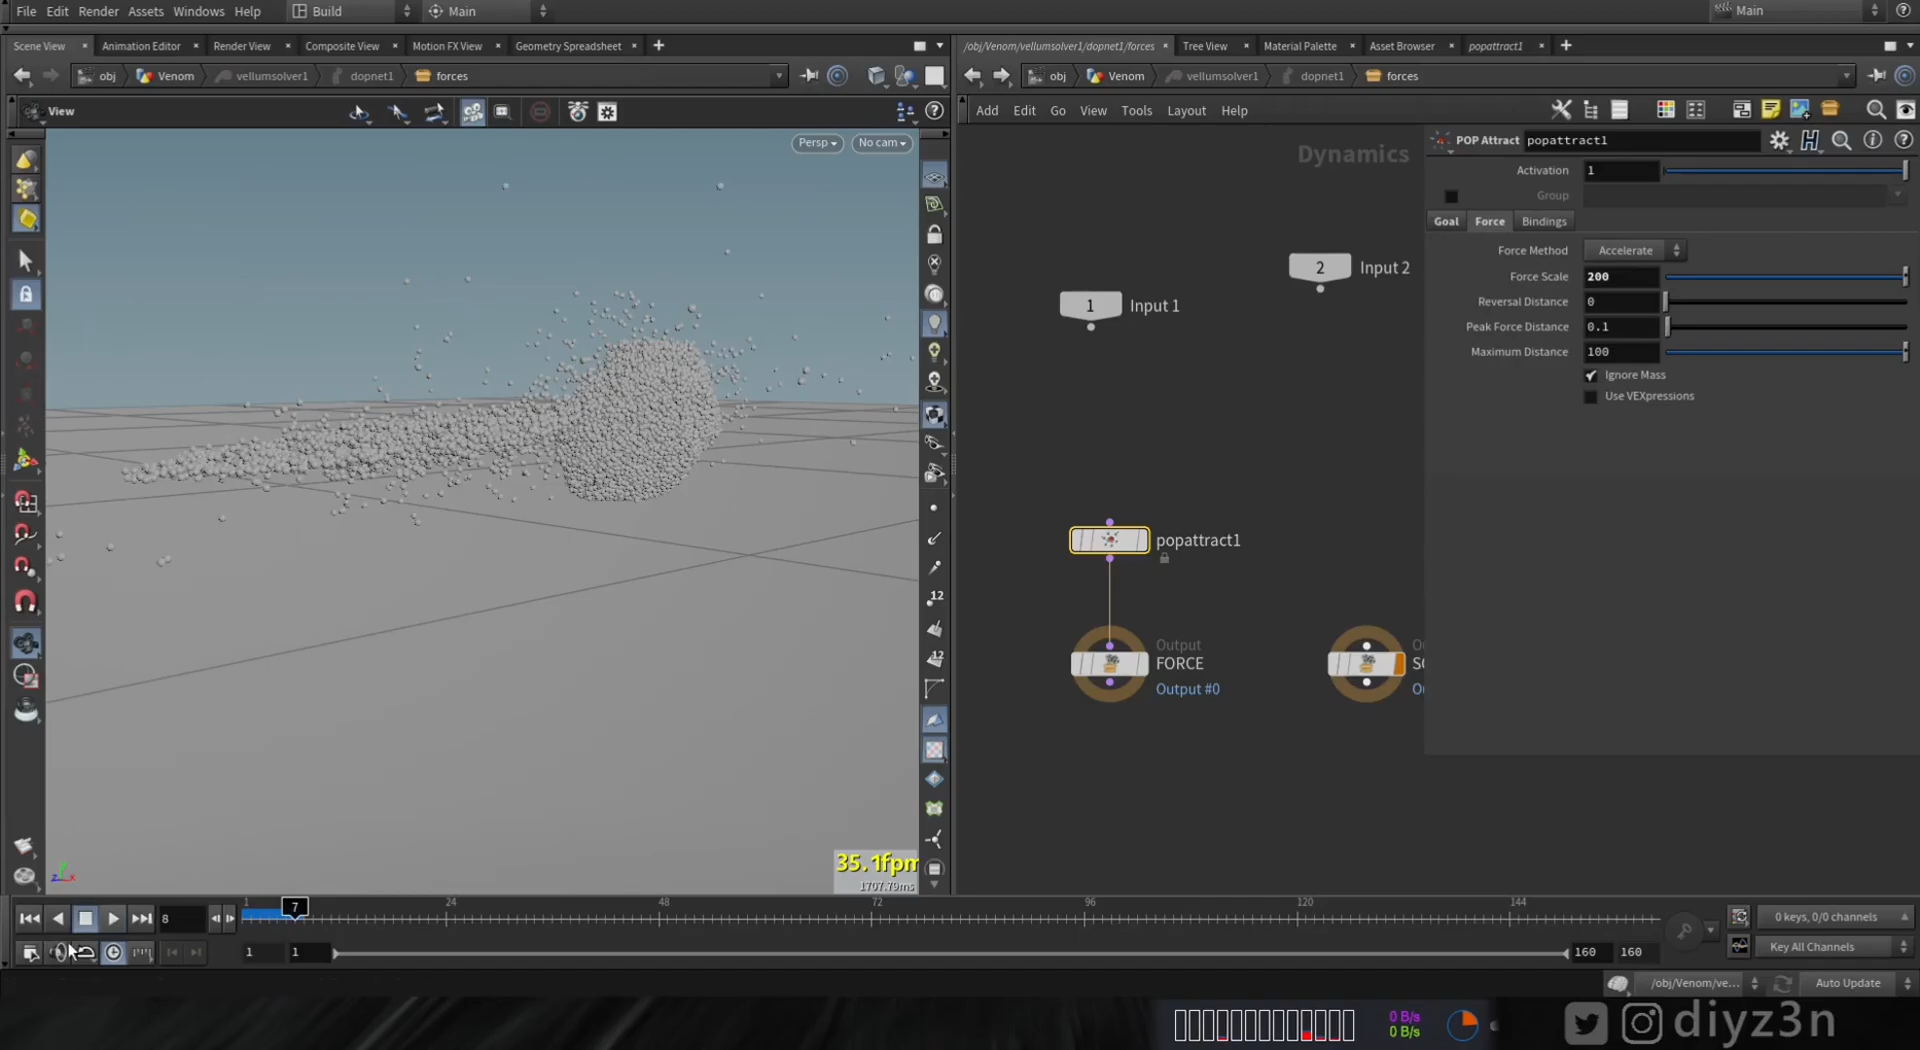 File Edit Render Assets Windows Help Build Main Main
Scene View Animation Editor Render View Composite View Motion FX View Geometry Spreadsheet
/obj/Venom/vellumsolver1/dopnet1/forces Tree View Material Palette Asset Browser popattract1
obj Venom vellumsolver1 dopnet1 forces
obj Venom vellumsolver1 dopnet1 forces
View
Add Edit Go View Tools Layout Help
Persp No cam
Dynamics
POP Attract popattract1
Activation 1
Group
Goal Force Bindings
Force Method Accelerate
Force Scale 200
Reversal Distance 0
Peak Force Distance 0.1
Maximum Distance 100
Ignore Mass
Use VEXpressions
2 Input 2
1 Input 1
popattract1
Output
FORCE
Output #0
12
12
35.1fpm
1707.79ms
8 1 7 24 48 72 96 120 144
0 keys, 0/0 channels
1 1 160 160
Key All Channels
/obj/Venom/ve... Auto Update
0 B/s
0 B/s
diyz3n